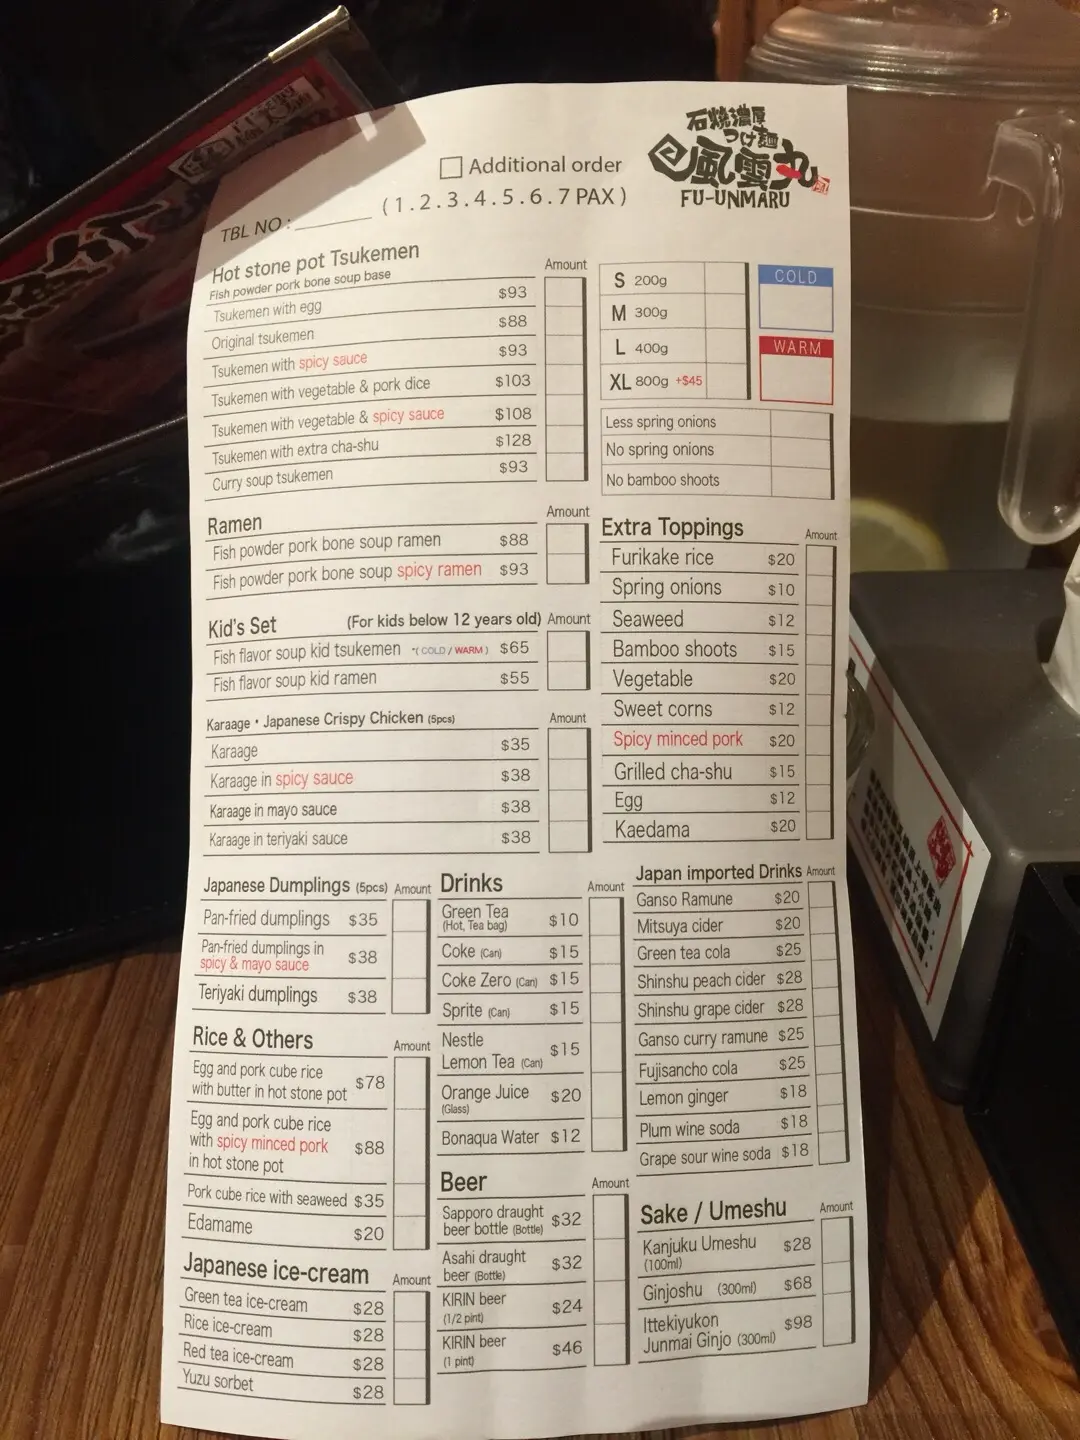 石焼濃厚
つけ麺
風雲丸
FU-UNMARU
Additional order
(1.2.3.4.5.6.7 PAX)
TBL NO:
Hot stone pot Tsukemen
Fish powder pork bone soup base
Amount
Tsukemen with egg $93
Original tsukemen $88
Tsukemen with spicy sauce $93
Tsukemen with vegetable & pork dice $103
Tsukemen with vegetable & spicy sauce $108
Tsukemen with extra cha-shu $128
Curry soup tsukemen $93
S 200g
M 300g
L 400g
XL 800g +$45
COLD
WARM
Less spring onions
No spring onions
No bamboo shoots
Ramen Amount
Fish powder pork bone soup ramen $88
Fish powder pork bone soup spicy ramen $93
Kid's Set (For kids below 12 years old) Amount
Fish flavor soup kid tsukemen *(COLD / WARM) $65
Fish flavor soup kid ramen $55
Karaage・Japanese Crispy Chicken (5pcs) Amount
Karaage $35
Karaage in spicy sauce $38
Karaage in mayo sauce $38
Karaage in teriyaki sauce $38
Extra Toppings Amount
Furikake rice $20
Spring onions $10
Seaweed $12
Bamboo shoots $15
Vegetable $20
Sweet corns $12
Spicy minced pork $20
Grilled cha-shu $15
Egg $12
Kaedama $20
Japanese Dumplings (5pcs) Amount
Pan-fried dumplings $35
Pan-fried dumplings in
spicy & mayo sauce $38
Teriyaki dumplings $38
Rice & Others Amount
Egg and pork cube rice
with butter in hot stone pot $78
Egg and pork cube rice
with spicy minced pork $88
in hot stone pot
Pork cube rice with seaweed $35
Edamame $20
Japanese ice-cream Amount
Green tea ice-cream $28
Rice ice-cream $28
Red tea ice-cream $28
Yuzu sorbet $28
Drinks Amount
Green Tea $10
(Hot, Tea bag)
Coke (Can) $15
Coke Zero (Can) $15
Sprite (Can) $15
Nestle
Lemon Tea (Can) $15
Orange Juice $20
(Glass)
Bonaqua Water $12
Beer Amount
Sapporo draught
beer bottle (Bottle) $32
Asahi draught
beer (Bottle) $32
KIRIN beer $24
(1/2 pint)
KIRIN beer $46
(1 pint)
Japan imported Drinks Amount
Ganso Ramune $20
Mitsuya cider $20
Green tea cola $25
Shinshu peach cider $28
Shinshu grape cider $28
Ganso curry ramune $25
Fujisancho cola $25
Lemon ginger $18
Plum wine soda $18
Grape sour wine soda $18
Sake / Umeshu Amount
Kanjuku Umeshu $28
(100ml)
Ginjoshu (300ml) $68
Ittekiyukon $98
Junmai Ginjo (300ml)